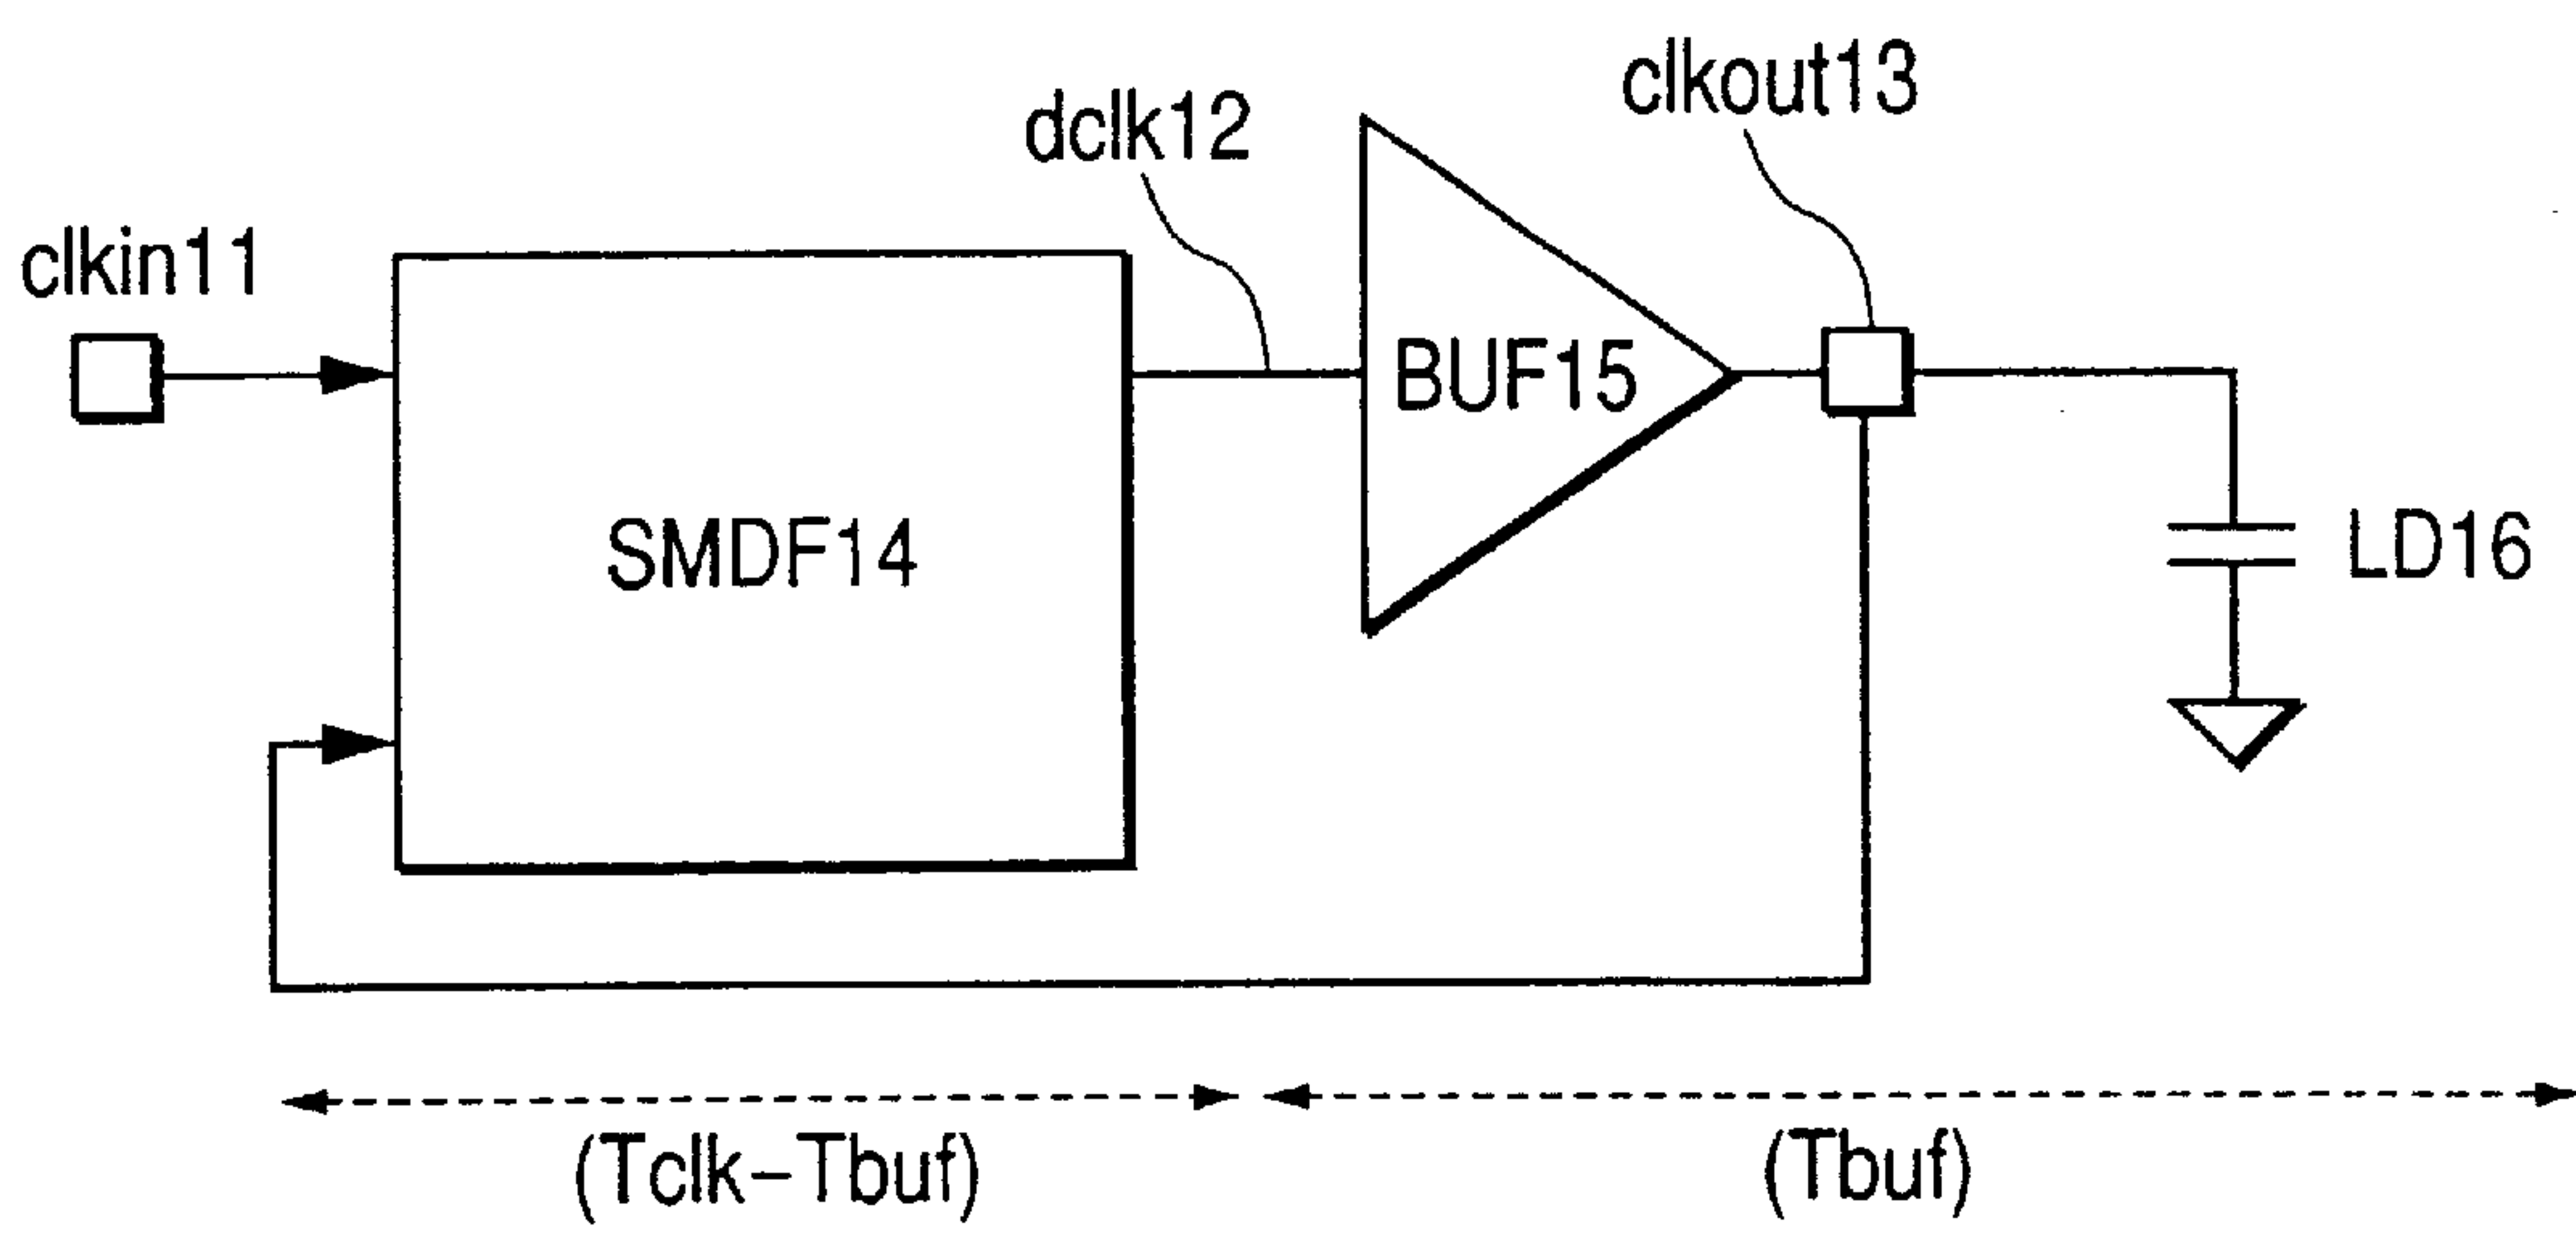 clkout13
dclk12
clkin11
BUF15
SMDF14
LD16
(Tclk−Tbuf)
(Tbuf)